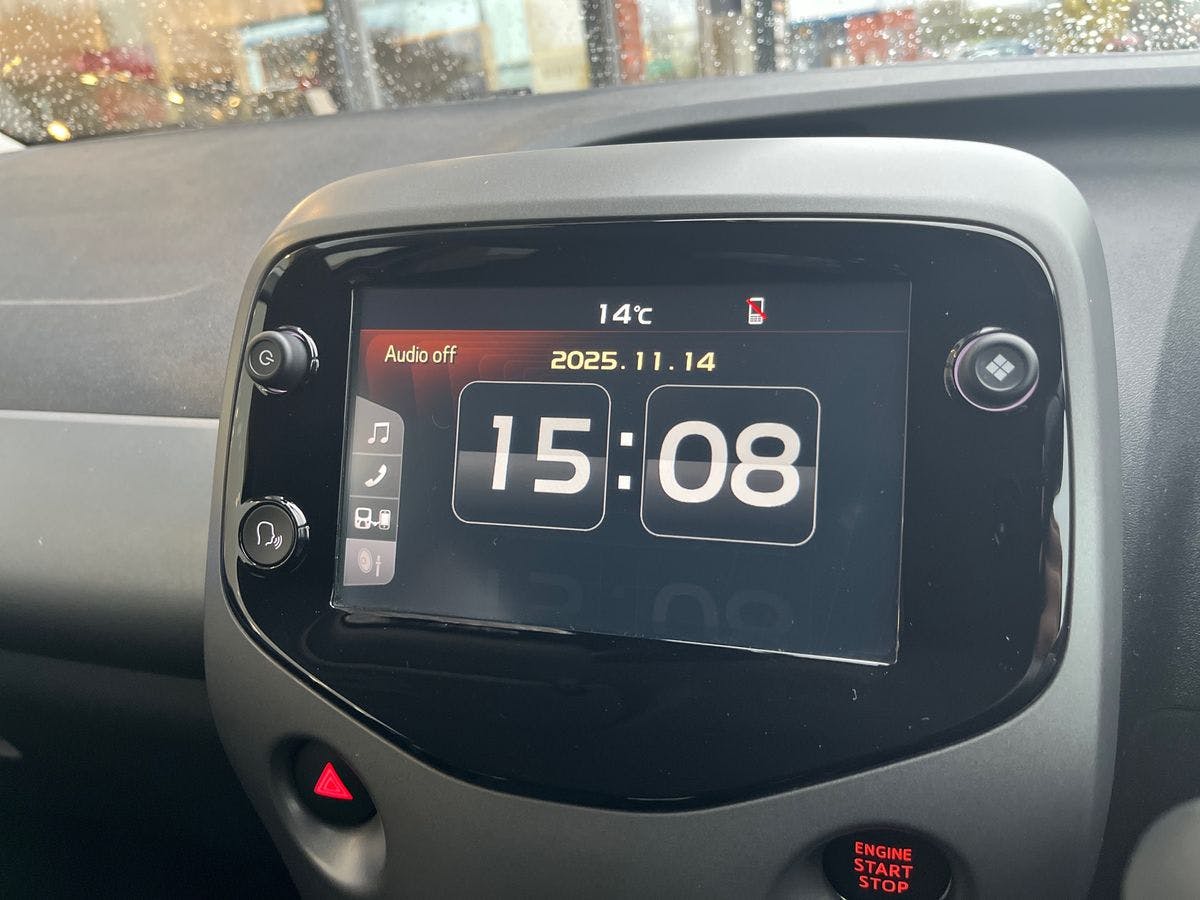 14℃
Audio off
2025.11.14
15:08
ENGINE
START
STOP